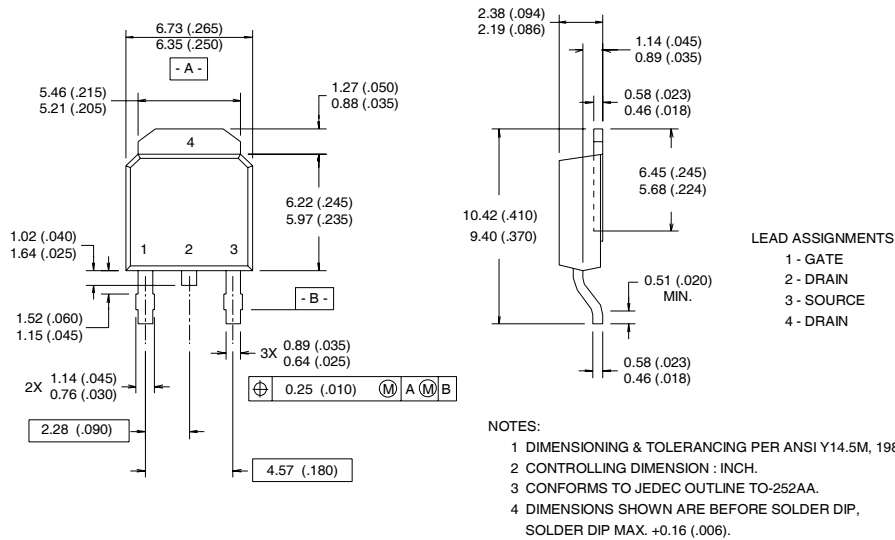 6.73 (.265)
6.35 (.250)
- A -
5.46 (.215)
5.21 (.205)
1.27 (.050)
0.88 (.035)
4
6.22 (.245)
5.97 (.235)
1.02 (.040)
1.64 (.025)
1 2 3
- B -
1.52 (.060)
1.15 (.045)
3X 0.89 (.035)
0.64 (.025)
2X 1.14 (.045)
0.76 (.030)
⌖ 0.25 (.010) Ⓜ A Ⓜ B
2.28 (.090)
4.57 (.180)
2.38 (.094)
2.19 (.086)
1.14 (.045)
0.89 (.035)
0.58 (.023)
0.46 (.018)
6.45 (.245)
5.68 (.224)
10.42 (.410)
9.40 (.370)
0.51 (.020)
MIN.
0.58 (.023)
0.46 (.018)
LEAD ASSIGNMENTS
1 - GATE
2 - DRAIN
3 - SOURCE
4 - DRAIN
NOTES:
1 DIMENSIONING & TOLERANCING PER ANSI Y14.5M, 198
2 CONTROLLING DIMENSION : INCH.
3 CONFORMS TO JEDEC OUTLINE TO-252AA.
4 DIMENSIONS SHOWN ARE BEFORE SOLDER DIP,
SOLDER DIP MAX. +0.16 (.006).